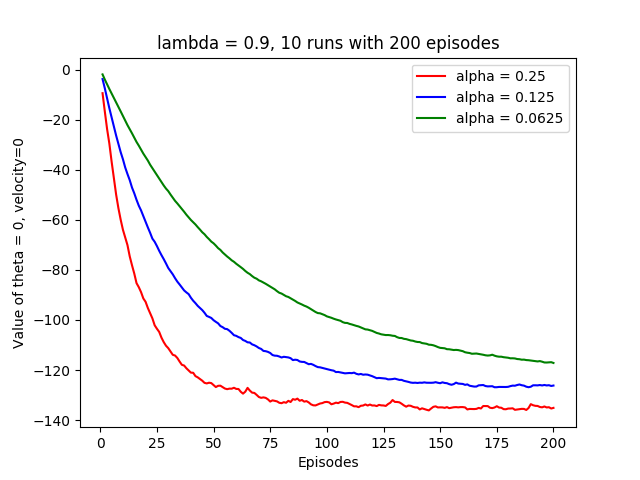 lambda = 0.9, 10 runs with 200 episodes
alpha = 0.25
alpha = 0.125
alpha = 0.0625
Value of theta = 0, velocity=0
0
−20
−40
−60
−80
−100
−120
−140
0 25 50 75 100 125 150 175 200
Episodes